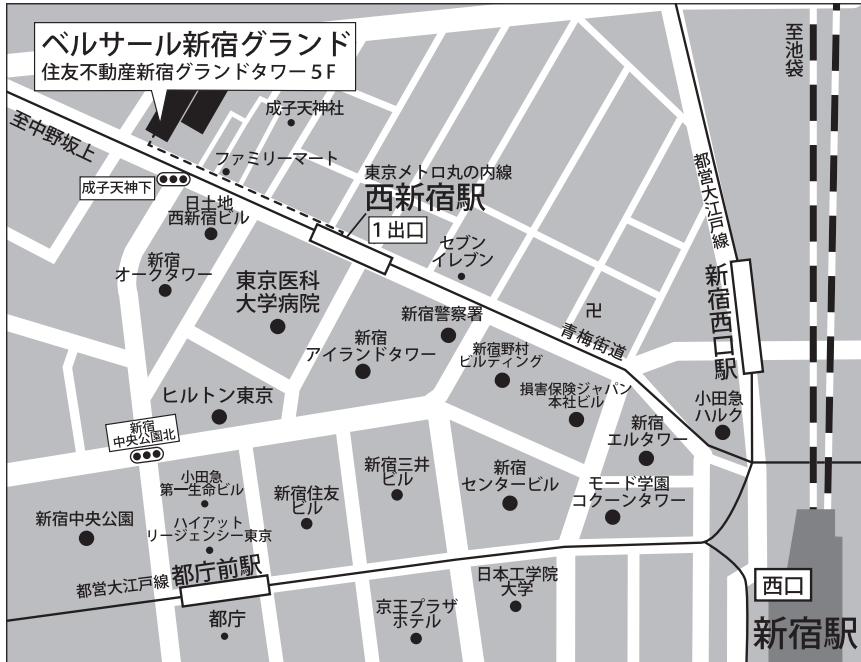 ベルサール新宿グランド
住友不動産新宿グランドタワー5F
至池袋
至中野坂上
成子天神社
ファミリーマート
成子天神下
東京メトロ丸の内線
西新宿駅
1出口
都営大江戸線
日土地
西新宿ビル
セブン
イレブン
新宿
オークタワー
東京医科
大学病院
新宿西口駅
新宿警察署
卍
青梅街道
新宿
アイランドタワー
新宿野村
ビルディング
ヒルトン東京
損害保険ジャパン
本社ビル
小田急
ハルク
新宿
中央公園北
新宿
エルタワー
小田急
第一生命ビル
新宿三井
ビル
新宿
センタービル
モード学園
コクーンタワー
新宿住友
ビル
新宿中央公園
ハイアット
リージェンシー東京
都営大江戸線
都庁前駅
日本工学院
大学
西口
都庁
京王プラザ
ホテル
新宿駅